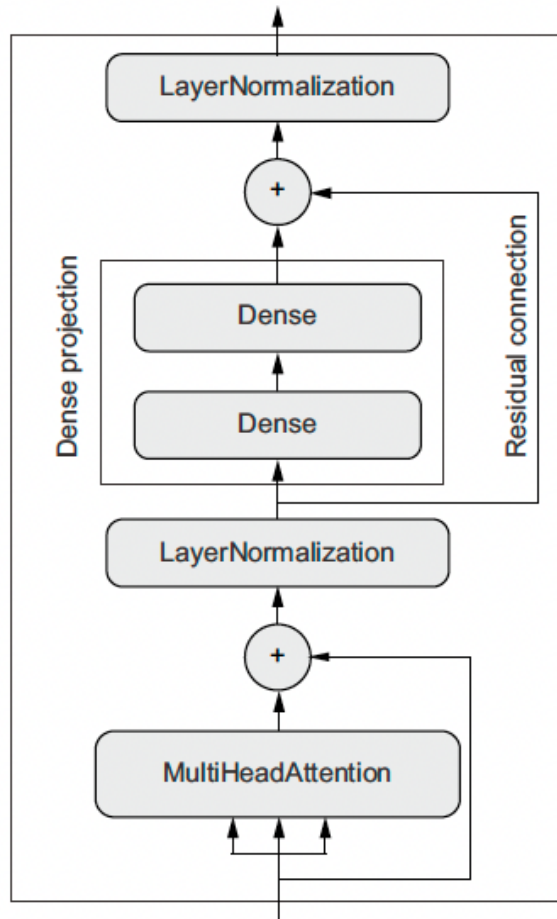 LayerNormalization
+
Dense projection
Dense
Residual connection
Dense
LayerNormalization
+
MultiHeadAttention